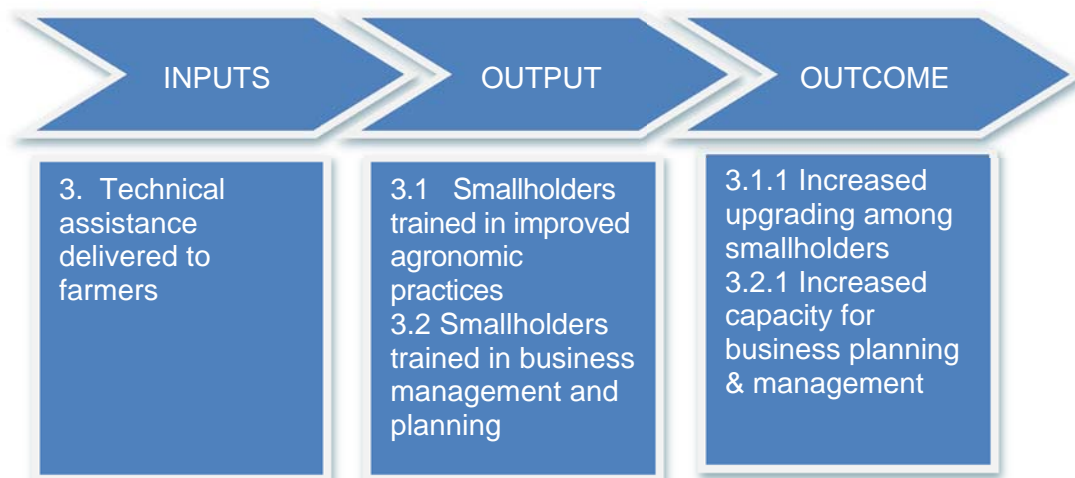 INPUTS
OUTPUT
OUTCOME
3. Technical
assistance
delivered to
farmers
3.1 Smallholders
trained in improved
agronomic
practices
3.2 Smallholders
trained in business
management and
planning
3.1.1 Increased
upgrading among
smallholders
3.2.1 Increased
capacity for
business planning
& management